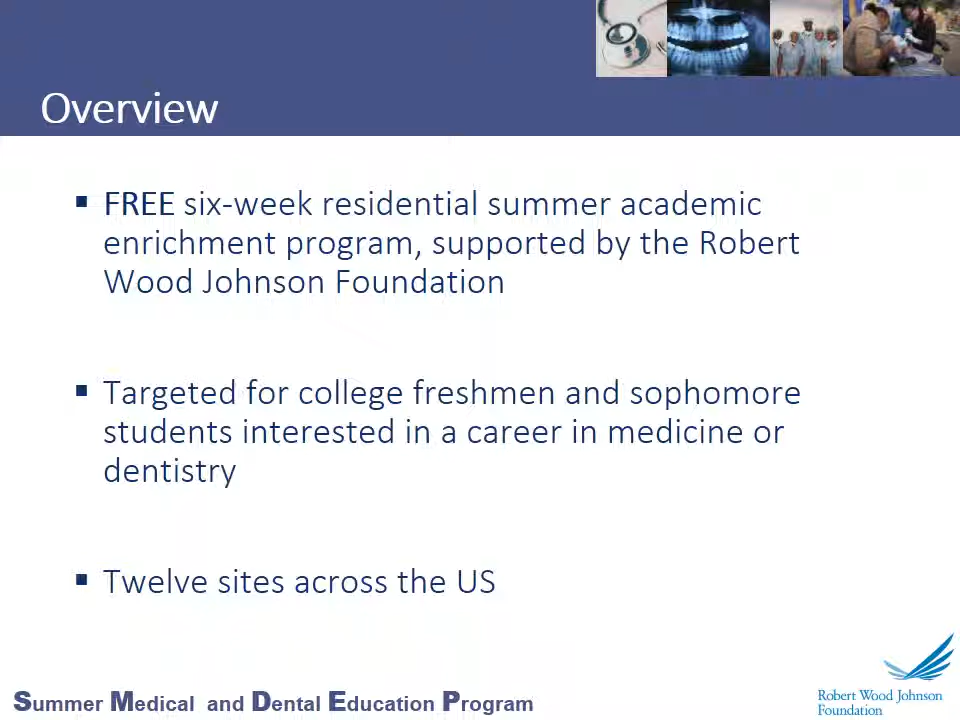 Overview
▪ FREE six-week residential summer academic
enrichment program, supported by the Robert
Wood Johnson Foundation
▪ Targeted for college freshmen and sophomore
students interested in a career in medicine or
dentistry
▪ Twelve sites across the US
Summer Medical and Dental Education Program
Robert Wood Johnson
Foundation